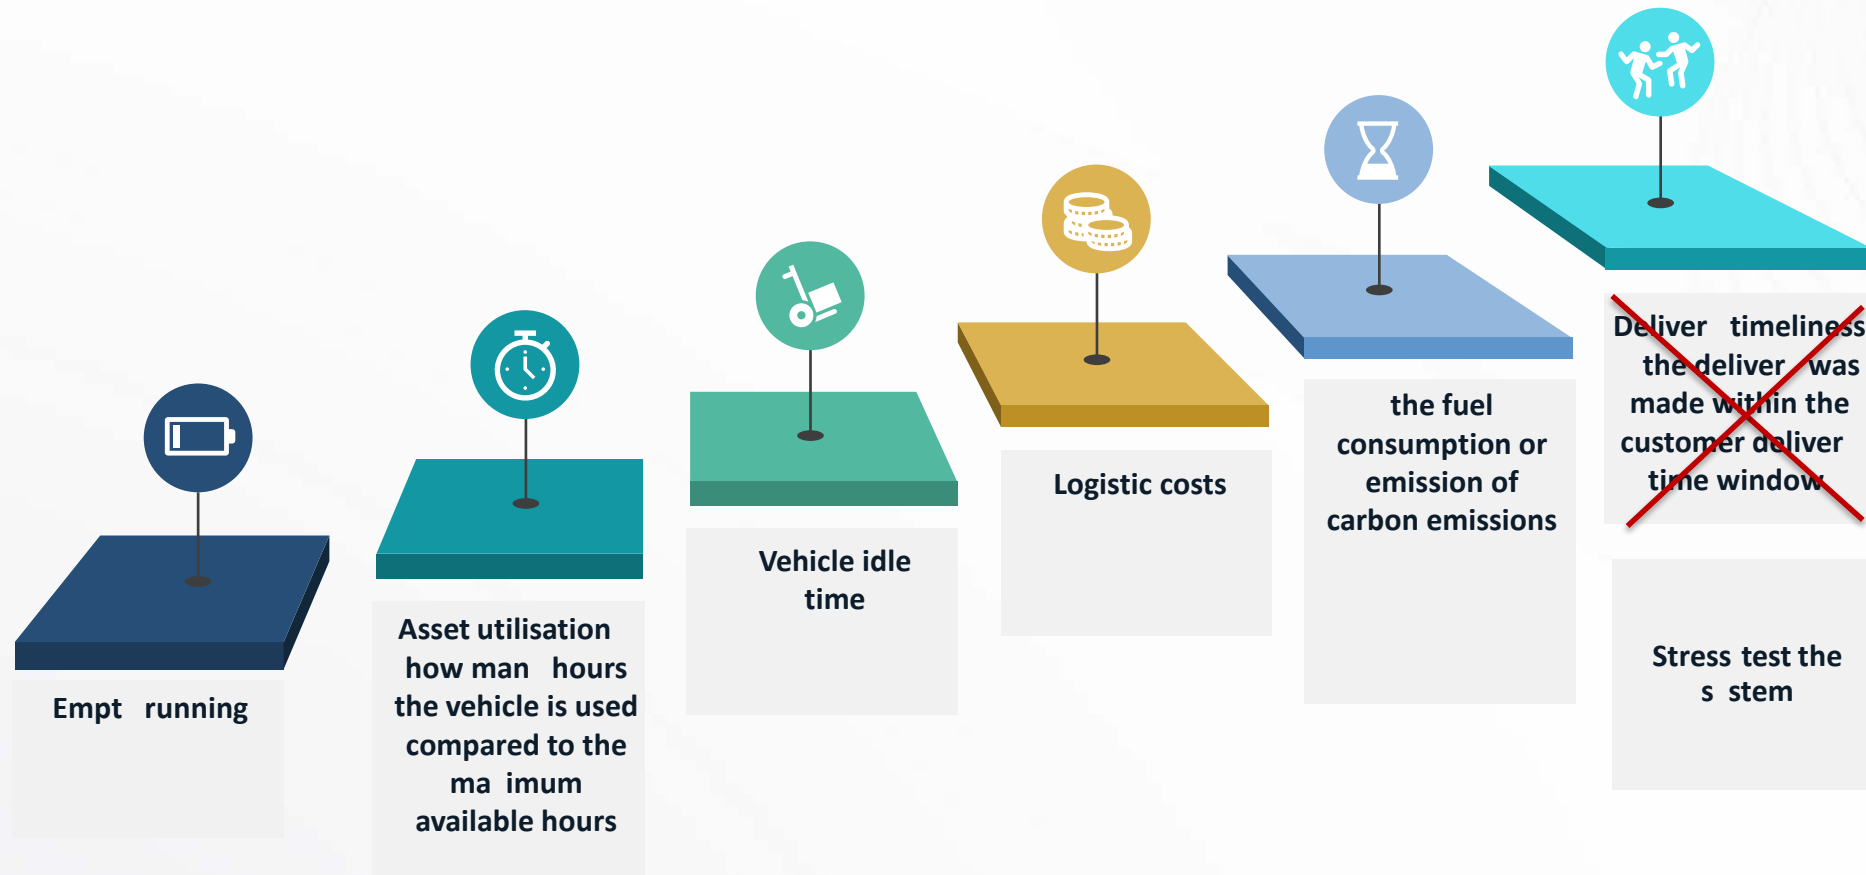 Empt running
Asset utilisation
how man hours
the vehicle is used
compared to the
ma imum
available hours
Vehicle idle
time
Logistic costs
the fuel
consumption or
emission of
carbon emissions
Deliver timeliness
the deliver was
made within the
customer deliver
time window
Stress test the
s stem